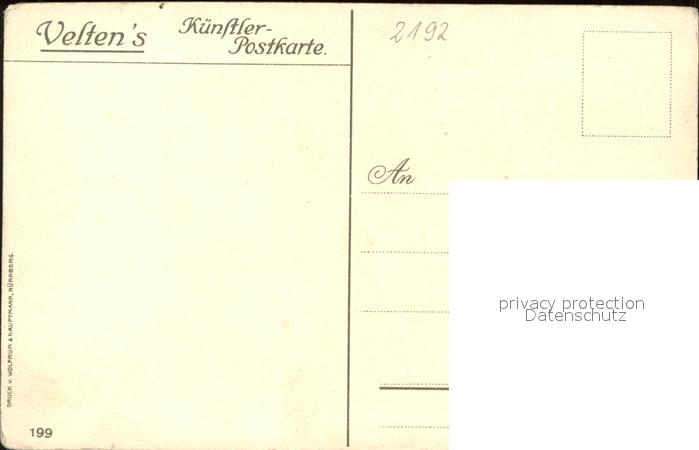 Velten's
Künstler-
Postkarte.
2192
An
privacy protection
Datenschutz
DRUCK v. WOLFRUM & HAUPTMANN, NÜRNBERG.
199